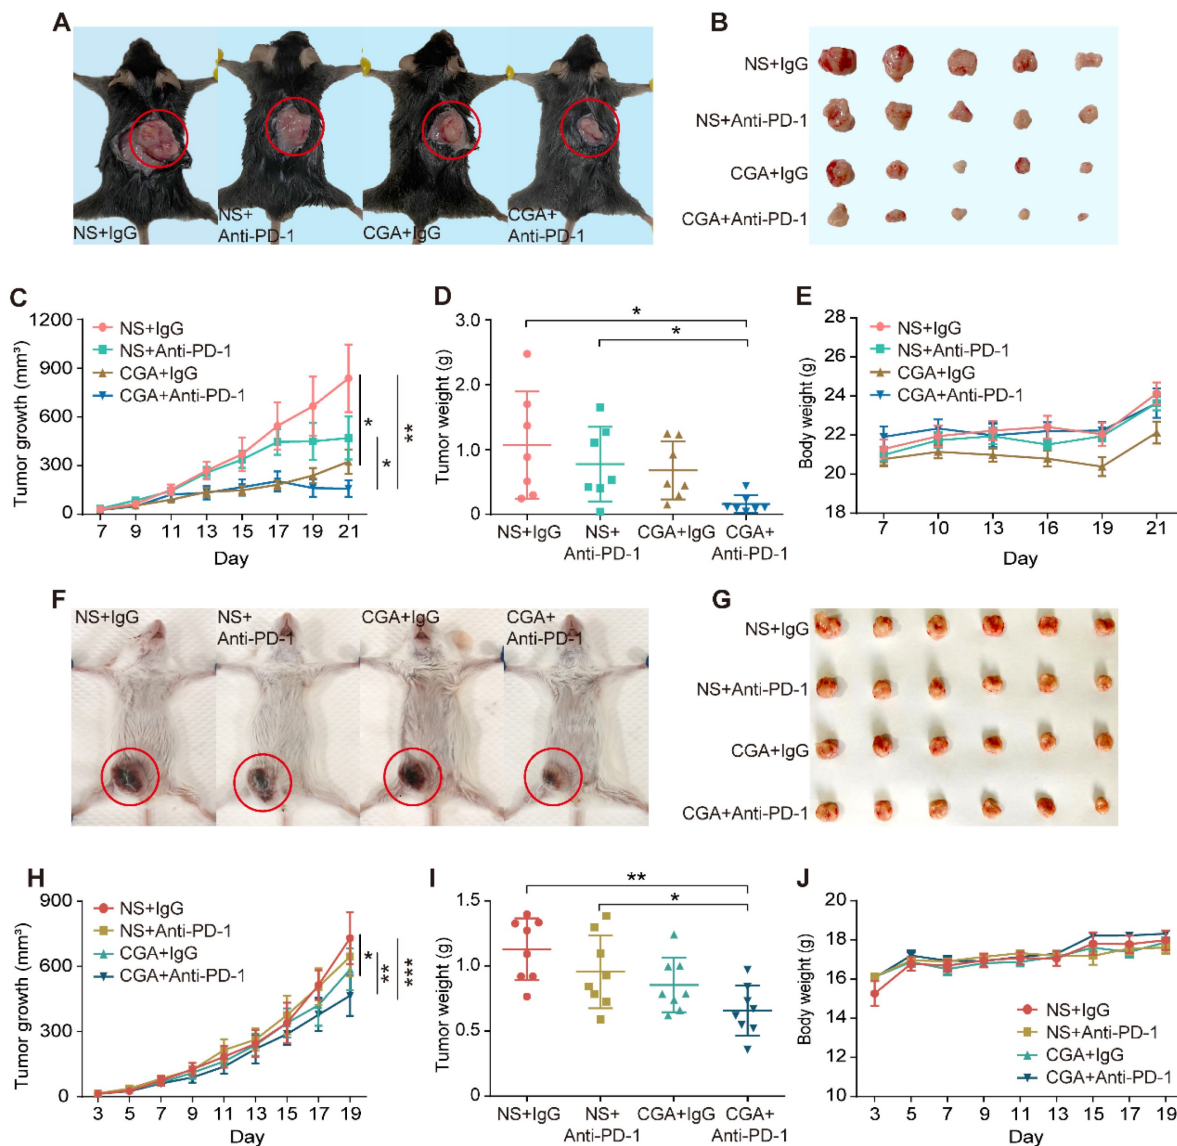 A
NS+IgG
NS+
Anti-PD-1
CGA+IgG
CGA+
Anti-PD-1
B
NS+IgG
NS+Anti-PD-1
CGA+IgG
CGA+Anti-PD-1
C
Tumor growth (mm³)
1200
900
600
300
0
NS+IgG
NS+Anti-PD-1
CGA+IgG
CGA+Anti-PD-1
*
*
**
7 9 11 13 15 17 19 21
Day
D
Tumor weight (g)
3.0
2.0
1.0
0
*
*
NS+IgG
NS+
Anti-PD-1
CGA+IgG
CGA+
Anti-PD-1
E
Body weight (g)
28
26
24
22
20
18
NS+IgG
NS+Anti-PD-1
CGA+IgG
CGA+Anti-PD-1
7 10 13 16 19 21
Day
F
NS+IgG
NS+
Anti-PD-1
CGA+IgG
CGA+
Anti-PD-1
G
NS+IgG
NS+Anti-PD-1
CGA+IgG
CGA+Anti-PD-1
H
Tumor growth (mm³)
900
600
300
0
NS+IgG
NS+Anti-PD-1
CGA+IgG
CGA+Anti-PD-1
*
**
***
3 5 7 9 11 13 15 17 19
Day
I
Tumor weight (g)
1.5
1.0
0.5
0
**
*
NS+IgG
NS+
Anti-PD-1
CGA+IgG
CGA+
Anti-PD-1
J
Body weight (g)
20
18
16
14
12
10
NS+IgG
NS+Anti-PD-1
CGA+IgG
CGA+Anti-PD-1
3 5 7 9 11 13 15 17 19
Day